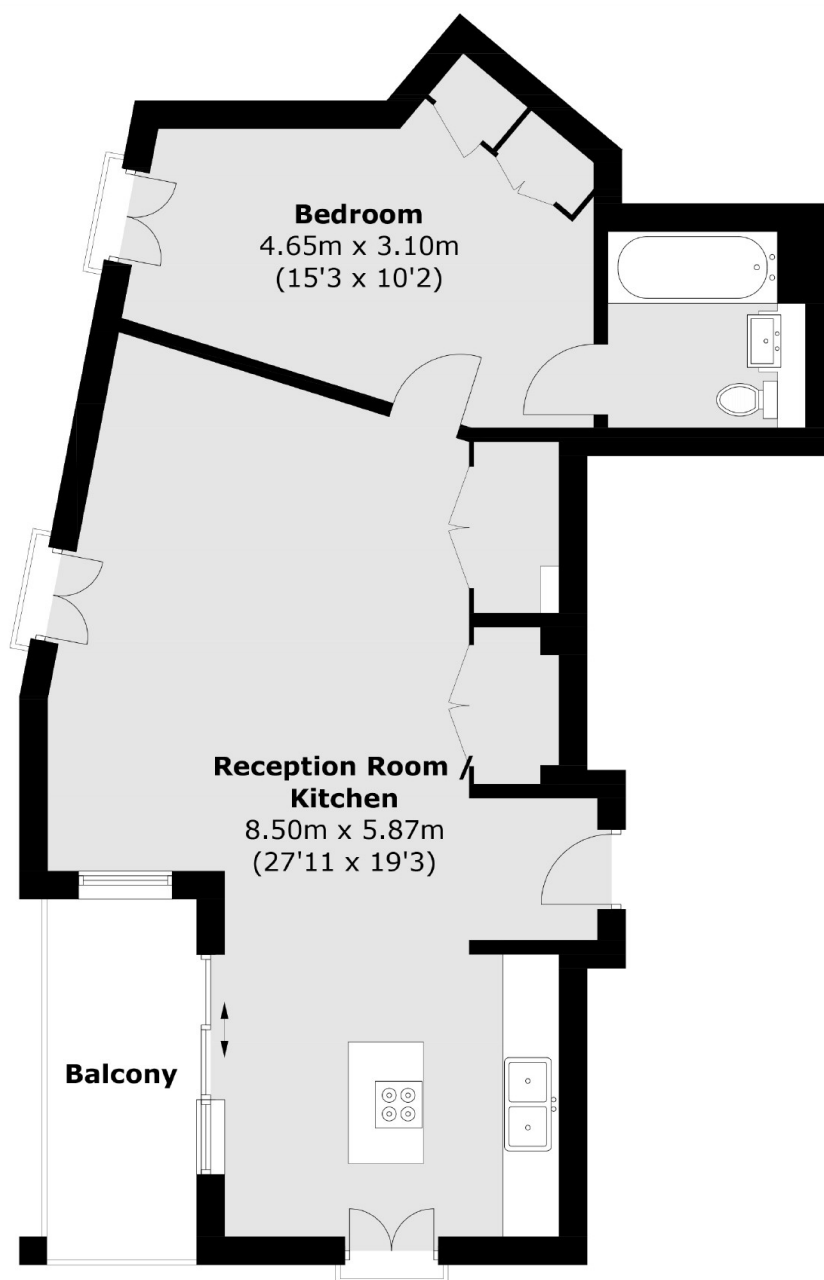 Bedroom
4.65m x 3.10m
(15'3 x 10'2)
Reception Room /
Kitchen
8.50m x 5.87m
(27'11 x 19'3)
Balcony